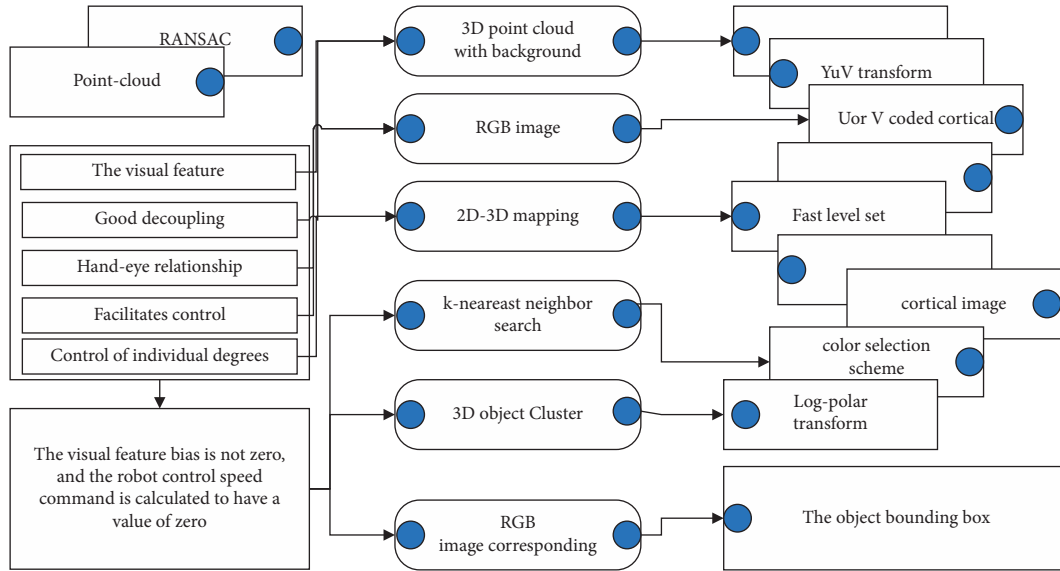 RANSAC
Point-cloud
The visual feature
Good decoupling
Hand-eye relationship
Facilitates control
Control of individual degrees
The visual feature bias is not zero,
and the robot control speed
command is calculated to have a
value of zero
3D point cloud
with background
RGB image
2D-3D mapping
k-neareast neighbor
search
3D object Cluster
RGB
image corresponding
YuV transform
Uor V coded cortical
Fast level set
cortical image
color selection
scheme
Log-polar
transform
The object bounding box